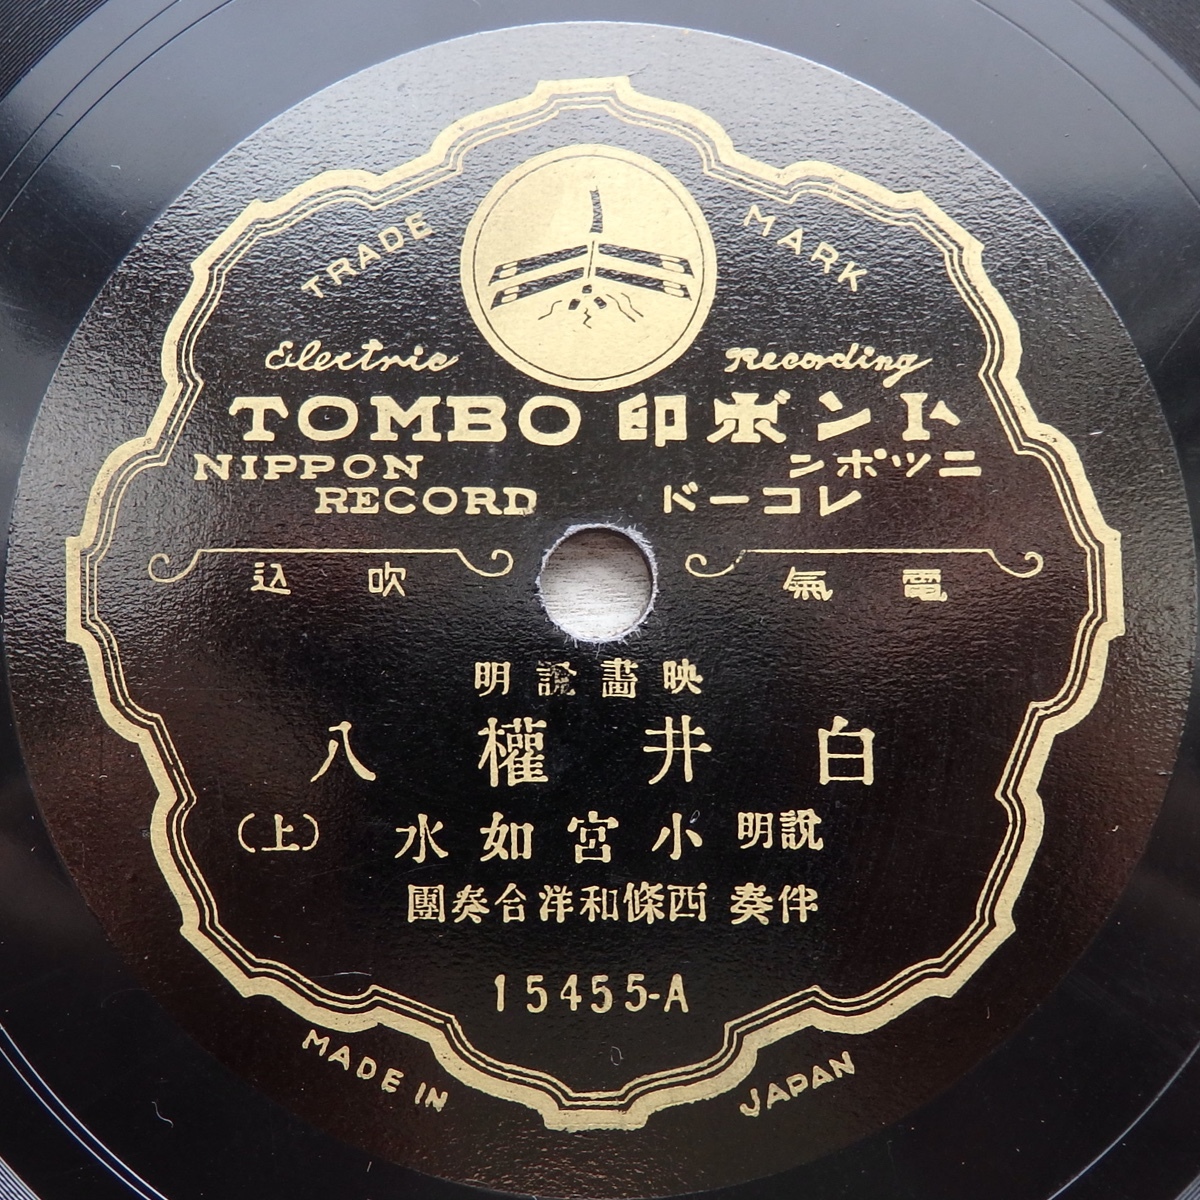 TRADE MARK
Electric Recording
TOMBO トンボ印
NIPPON ニッポン
RECORD レコード
電氣吹込
映畫説明
白井權八
説明 小宮如水 (上)
伴奏 西條和洋合奏團
15455-A
MADE IN JAPAN